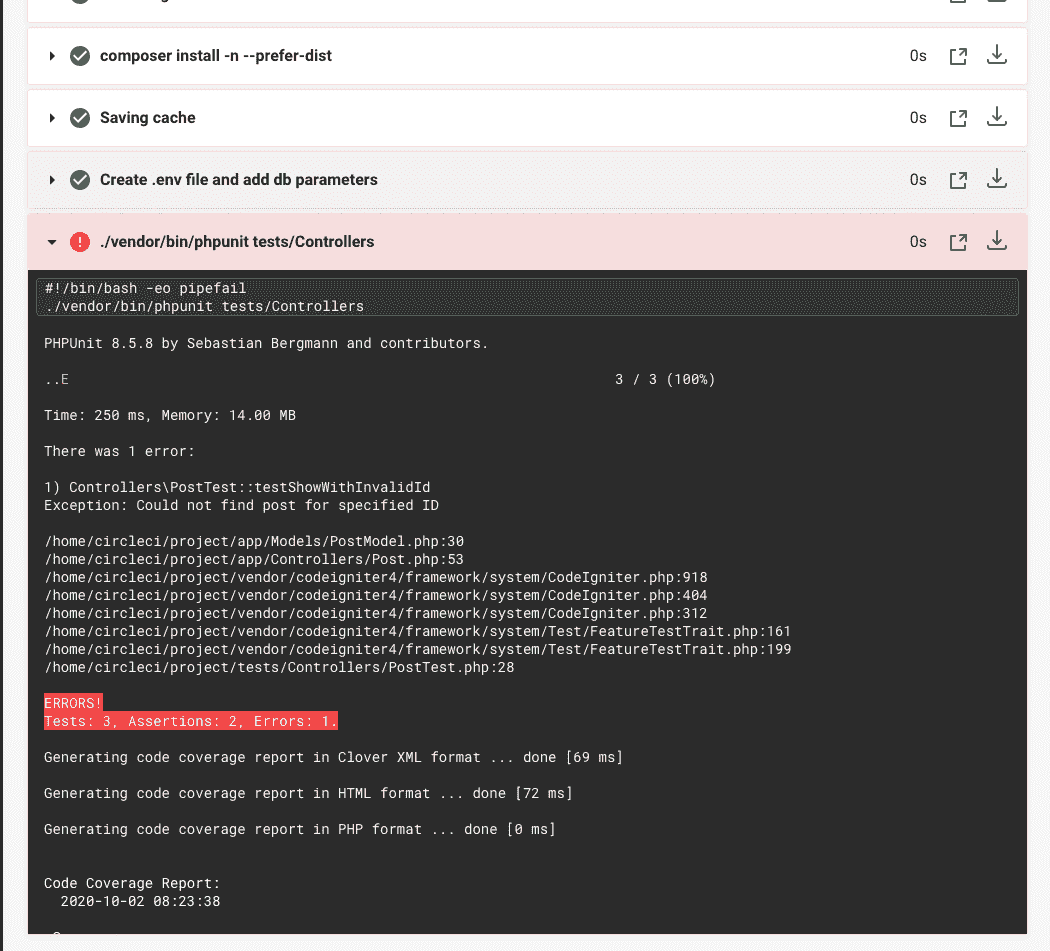 composer install -n --prefer-dist 0s
Saving cache 0s
Create .env file and add db parameters 0s
./vendor/bin/phpunit tests/Controllers 0s
#!/bin/bash -eo pipefail
./vendor/bin/phpunit tests/Controllers
PHPUnit 8.5.8 by Sebastian Bergmann and contributors.
..E 3 / 3 (100%)
Time: 250 ms, Memory: 14.00 MB
There was 1 error:
1) Controllers\PostTest::testShowWithInvalidId
Exception: Could not find post for specified ID
/home/circleci/project/app/Models/PostModel.php:30
/home/circleci/project/app/Controllers/Post.php:53
/home/circleci/project/vendor/codeigniter4/framework/system/CodeIgniter.php:918
/home/circleci/project/vendor/codeigniter4/framework/system/CodeIgniter.php:404
/home/circleci/project/vendor/codeigniter4/framework/system/CodeIgniter.php:312
/home/circleci/project/vendor/codeigniter4/framework/system/Test/FeatureTestTrait.php:161
/home/circleci/project/vendor/codeigniter4/framework/system/Test/FeatureTestTrait.php:199
/home/circleci/project/tests/Controllers/PostTest.php:28
ERRORS!
Tests: 3, Assertions: 2, Errors: 1.
Generating code coverage report in Clover XML format ... done [69 ms]
Generating code coverage report in HTML format ... done [72 ms]
Generating code coverage report in PHP format ... done [0 ms]
Code Coverage Report:
2020-10-02 08:23:38